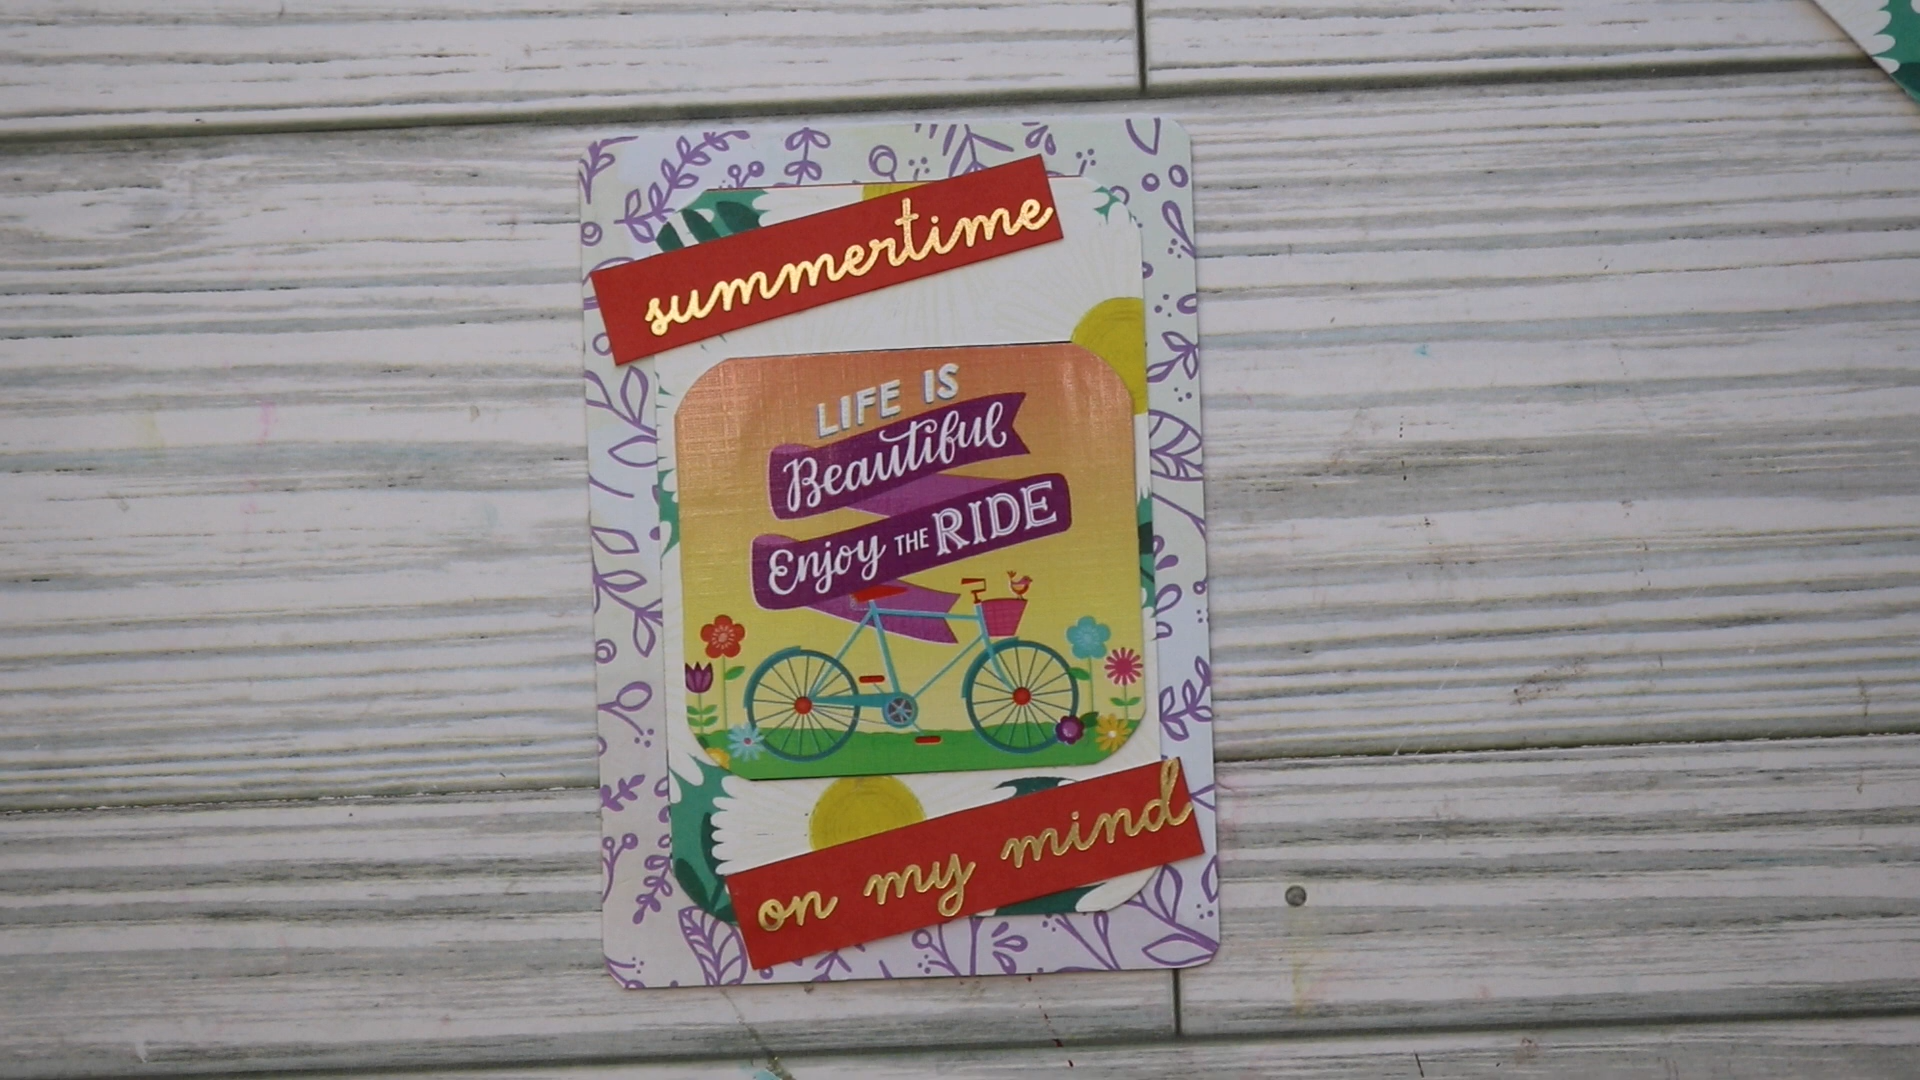 summertime
LIFE IS
Beautiful
Enjoy THE RIDE
on my mind